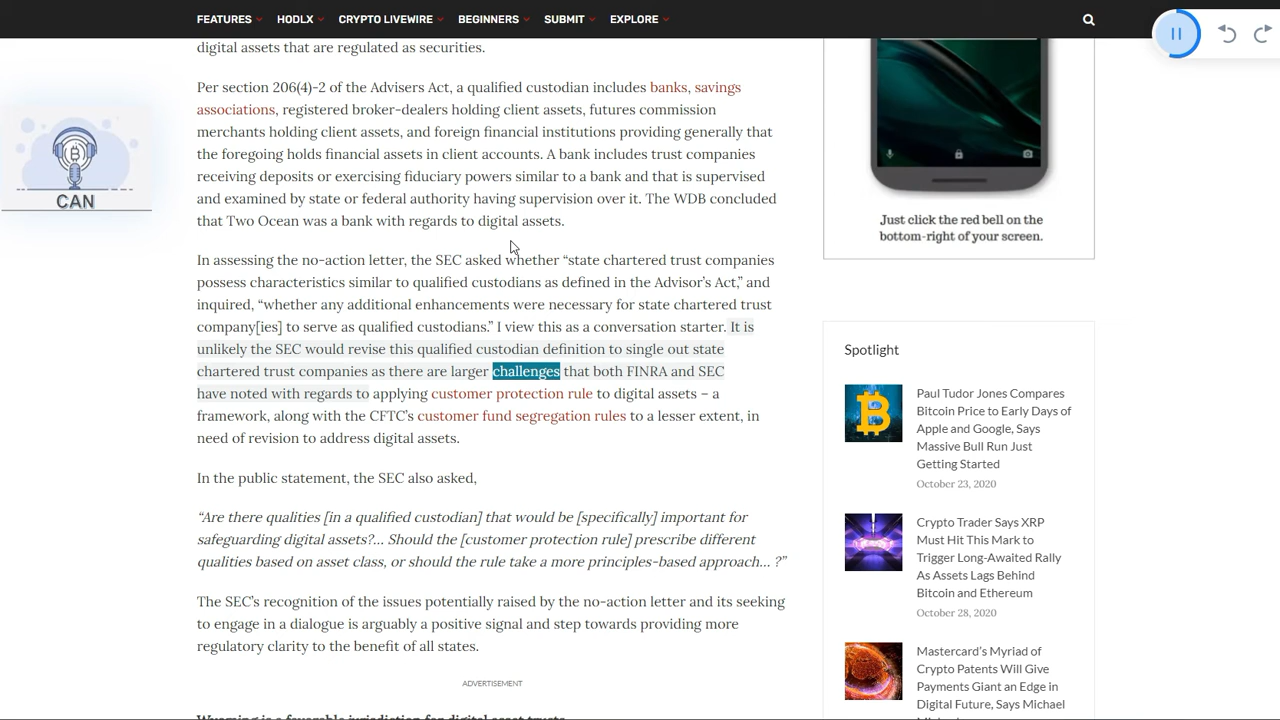 FEATURES HODLX CRYPTO LIVEWIRE BEGINNERS SUBMIT EXPLORE
digital assets that are regulated as securities.
Per section 206(4)-2 of the Advisers Act, a qualified custodian includes banks, savings
associations, registered broker-dealers holding client assets, futures commission
merchants holding client assets, and foreign financial institutions providing generally that
the foregoing holds financial assets in client accounts. A bank includes trust companies
receiving deposits or exercising fiduciary powers similar to a bank and that is supervised
and examined by state or federal authority having supervision over it. The WDB concluded
that Two Ocean was a bank with regards to digital assets.
In assessing the no-action letter, the SEC asked whether “state chartered trust companies
possess characteristics similar to qualified custodians as defined in the Advisor’s Act,” and
inquired, “whether any additional enhancements were necessary for state chartered trust
company[ies] to serve as qualified custodians.” I view this as a conversation starter. It is
unlikely the SEC would revise this qualified custodian definition to single out state
chartered trust companies as there are larger challenges that both FINRA and SEC
have noted with regards to applying customer protection rule to digital assets – a
framework, along with the CFTC’s customer fund segregation rules to a lesser extent, in
need of revision to address digital assets.
In the public statement, the SEC also asked,
“Are there qualities [in a qualified custodian] that would be [specifically] important for
safeguarding digital assets?... Should the [customer protection rule] prescribe different
qualities based on asset class, or should the rule take a more principles-based approach... ?”
The SEC’s recognition of the issues potentially raised by the no-action letter and its seeking
to engage in a dialogue is arguably a positive signal and step towards providing more
regulatory clarity to the benefit of all states.
ADVERTISEMENT
Wyoming is a favorable jurisdiction for digital asset trusts
CAN
Just click the red bell on the
bottom-right of your screen.
Spotlight
Paul Tudor Jones Compares
Bitcoin Price to Early Days of
Apple and Google, Says
Massive Bull Run Just
Getting Started
October 23, 2020
Crypto Trader Says XRP
Must Hit This Mark to
Trigger Long-Awaited Rally
As Assets Lags Behind
Bitcoin and Ethereum
October 28, 2020
Mastercard’s Myriad of
Crypto Patents Will Give
Payments Giant an Edge in
Digital Future, Says Michael